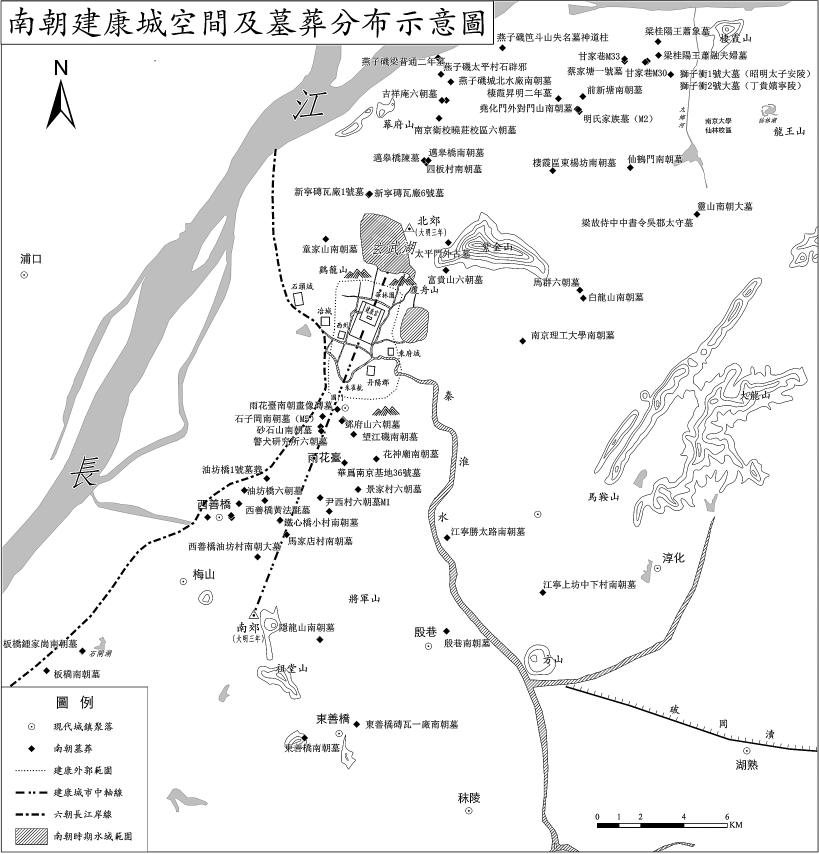 南朝建康城空間及墓葬分布示意圖
N
燕子磯笆斗山失名墓神道柱
梁桂陽王蕭象墓
棲霞山
燕子磯梁普通二年墓
甘家巷M33
梁桂陽王蕭融夫婦墓
燕子磯太平村石辟邪
蔡家塘一號墓
甘家巷M30
獅子衝1號大墓（昭明太子安陵）
燕子磯城北水廠南朝墓
獅子衝2號大墓（丁貴嬪寧陵）
江
吉祥庵六朝墓
棲霞昇明二年墓
前新塘南朝墓
堯化門外對門山南朝墓
幕府山
明氏家族墓（M2）
南京大學
仙林校區
龍王山
南京衛校曉莊校區六朝墓
邁皋橋陳墓
邁皋橋南朝墓
四板村南朝墓
棲霞區東楊坊南朝墓
仙鶴門南朝墓
新寧磚瓦廠1號墓
新寧磚瓦廠6號墓
靈山南朝大墓
北郊
(大明三年)
梁故侍中中書令吳郡太守墓
童家山南朝墓
玄武湖
太平門外古墓
紫金山
浦口
鷄籠山
富貴山六朝墓
馬群六朝墓
覆舟山
白龍山南朝墓
石頭城
華林園
建康宮
冶城
西州
南京理工大學南朝墓
東府城
丹陽郡
朱雀航
國門
秦
大龍山
雨花臺南朝畫像磚墓
石子岡南朝墓（M5）
鄧府山六朝墓
砂石山南朝墓
望江磯南朝墓
警犬研究所六朝墓
雨花臺
花神廟南朝墓
淮
長
油坊橋1號墓葬
華爲南京基地36號墓
油坊橋六朝墓
景家村六朝墓
馬鞍山
西善橋
尹西村六朝墓M1
西善橋黃法氍墓
水
鐵心橋小村南朝墓
江寧勝太路南朝墓
馬家店村南朝墓
西善橋油坊村南朝大墓
淳化
梅山
江寧上坊中下村南朝墓
將軍山
南郊
(大明三年)
隱龍山南朝墓
殷巷
殷巷南朝墓
板橋鍾家崗南朝墓
石閘湖
方山
祖堂山
板橋南朝墓
圖 例
現代城鎮聚落
南朝墓葬
建康外郭範圍
建康城市中軸線
六朝長江岸線
南朝時期水域範圍
東善橋
東善橋磚瓦一廠南朝墓
東善橋南朝墓
破
岡
瀆
湖熟
秣陵
0 1 2 4 6
KM